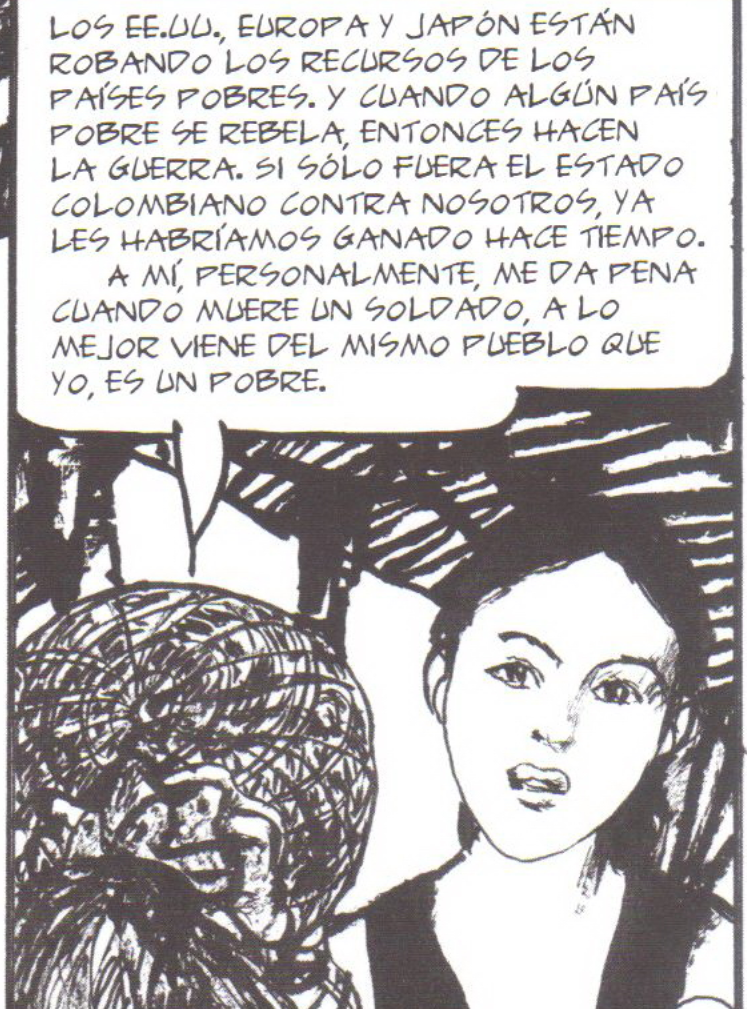 LOS EE.UU., EUROPA Y JAPÓN ESTÁN
ROBANDO LOS RECURSOS DE LOS
PAÍSES POBRES. Y CUANDO ALGÚN PAÍS
POBRE SE REBELA, ENTONCES HACEN
LA GUERRA. SI SÓLO FUERA EL ESTADO
COLOMBIANO CONTRA NOSOTROS, YA
LES HABRÍAMOS GANADO HACE TIEMPO.
A MÍ, PERSONALMENTE, ME DA PENA
CUANDO MUERE UN SOLDADO, A LO
MEJOR VIENE DEL MISMO PUEBLO QUE
YO, ES UN POBRE.